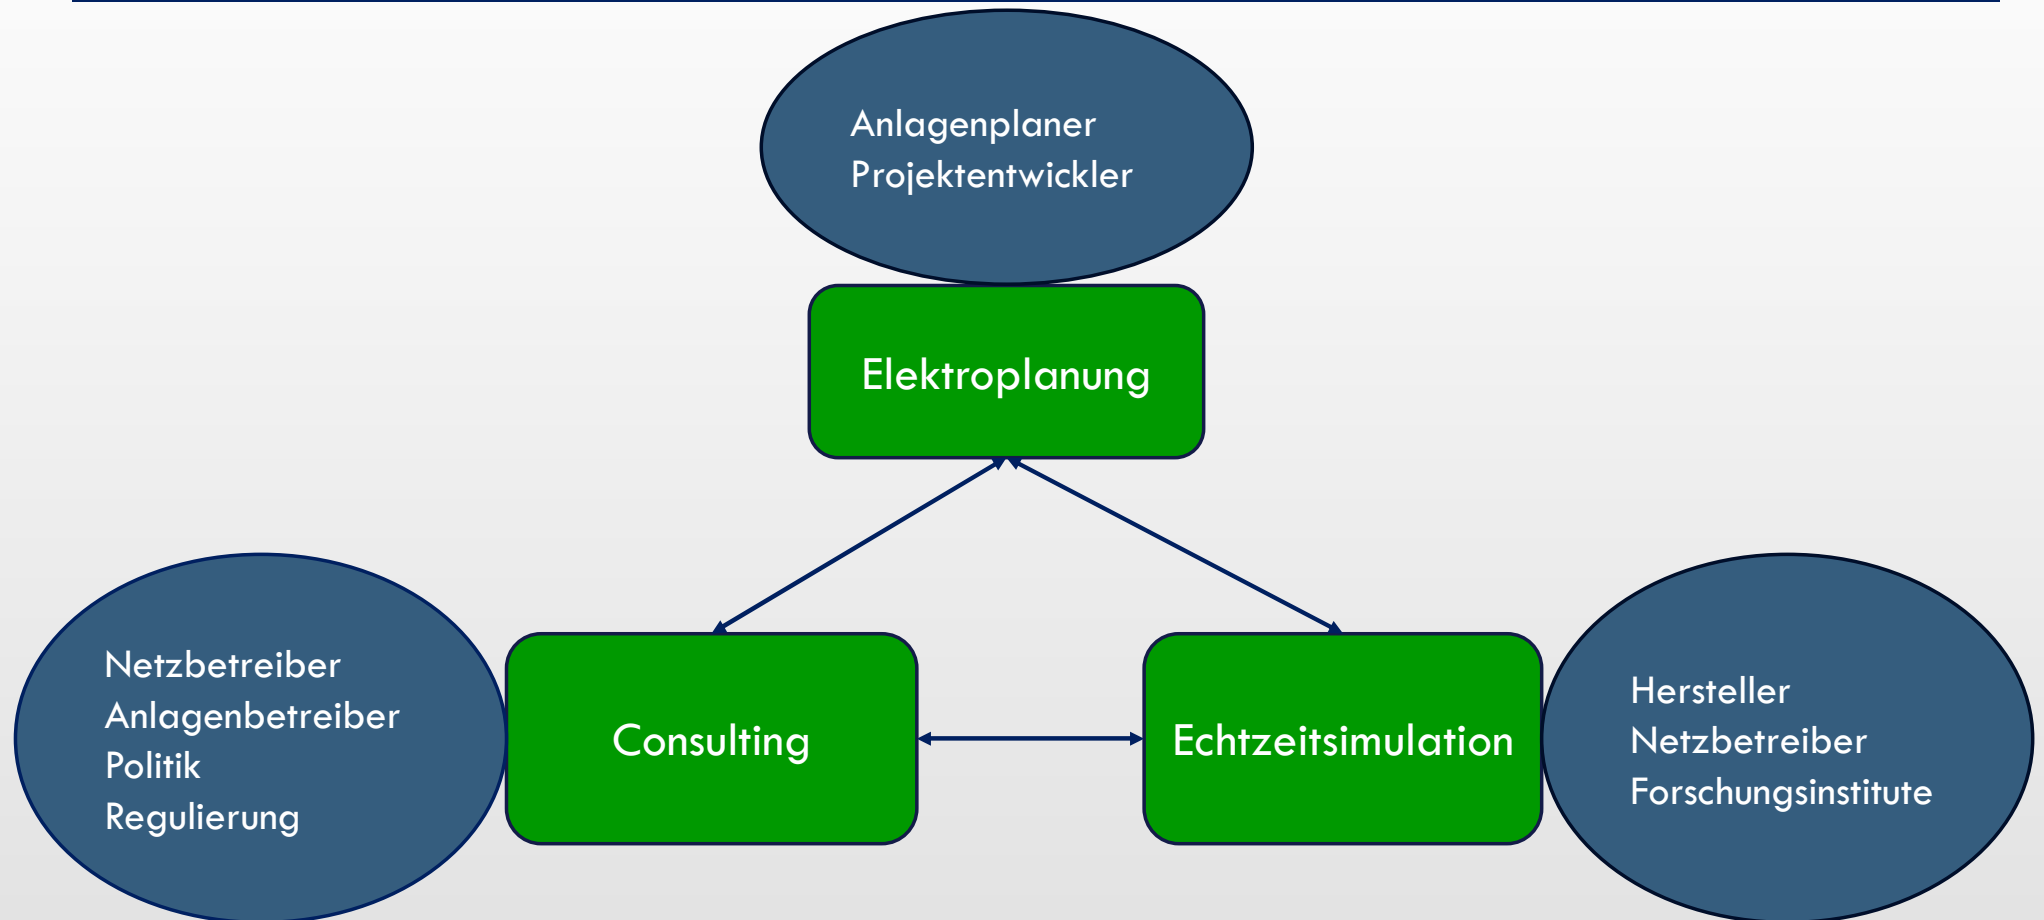 Anlagenplaner
Projektentwickler
Elektroplanung
Netzbetreiber
Anlagenbetreiber
Politik
Regulierung
Consulting
Echtzeitsimulation
Hersteller
Netzbetreiber
Forschungsinstitute